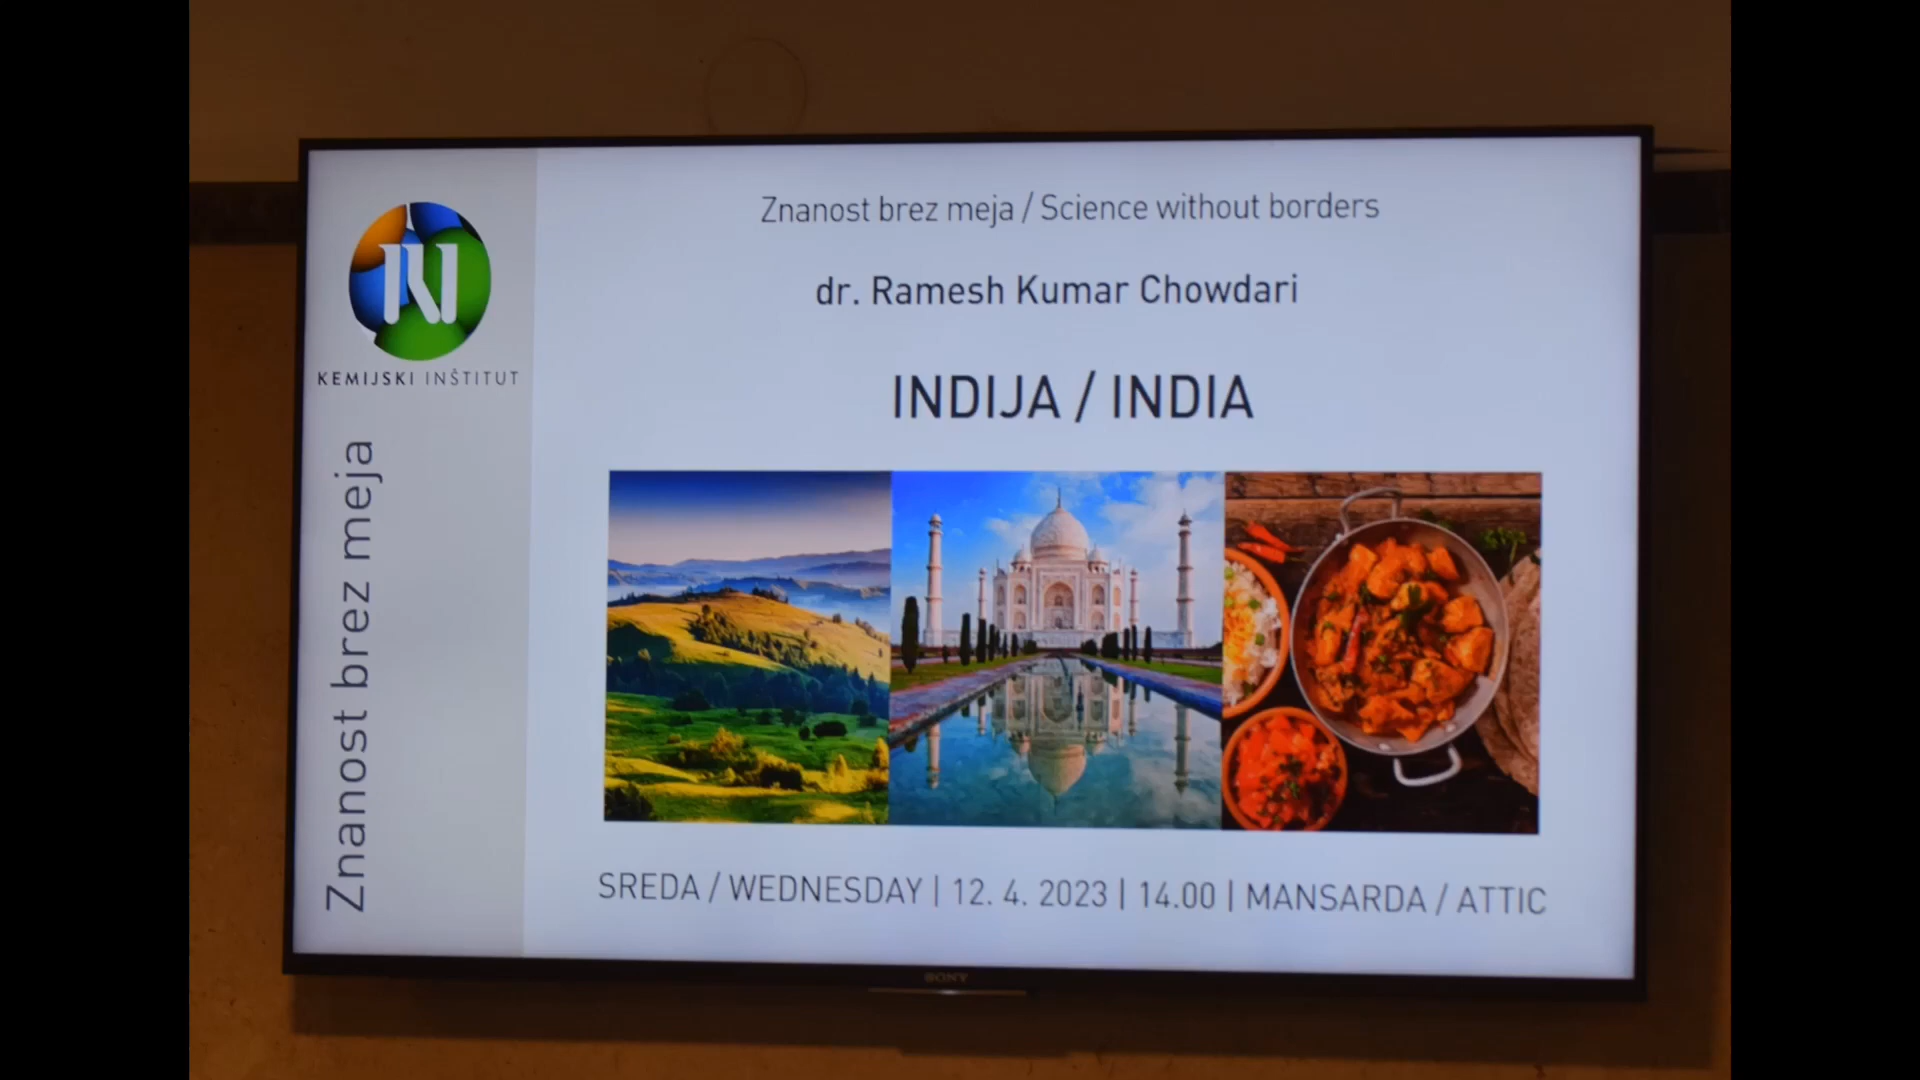 KI
KEMIJSKI INŠTITUT
Znanost brez meja
Znanost brez meja / Science without borders
dr. Ramesh Kumar Chowdari
INDIJA / INDIA
SREDA / WEDNESDAY | 12. 4. 2023 | 14.00 | MANSARDA / ATTIC
SONY